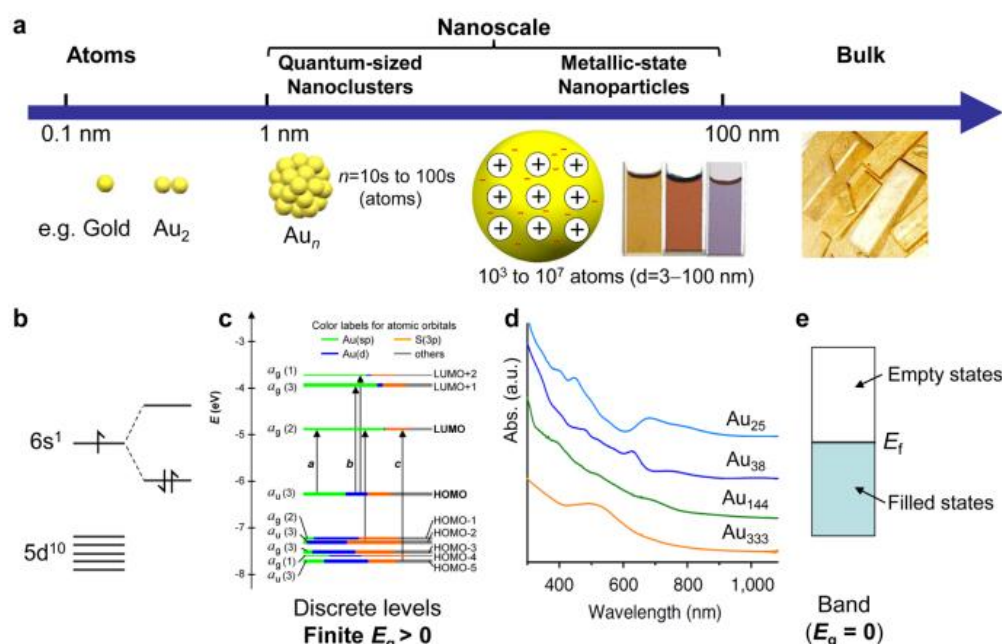 a
Nanoscale
Atoms
Quantum-sized
Nanoclusters
Metallic-state
Nanoparticles
Bulk
0.1 nm
1 nm
100 nm
n=10s to 100s
(atoms)
e.g. Gold
Au2
Aun
+ + +
+ + +
+ + +
10³ to 10⁷ atoms (d=3–100 nm)
b
6s¹
5d¹⁰
c
Color labels for atomic orbitals
Au(sp)
S(3p)
Au(d)
others
E (eV)
-3
-4
-5
-6
-7
-8
ag (1)
ag (3)
ag (2)
au (3)
ag (2)
au (3)
ag (3)
ag (1)
au (3)
LUMO+2
LUMO+1
LUMO
HOMO
HOMO-1
HOMO-2
HOMO-3
HOMO-4
HOMO-5
a
b
c
Discrete levels
Finite Eg > 0
d
Abs. (a.u.)
Au25
Au38
Au144
Au333
400 600 800 1,000
Wavelength (nm)
e
Empty states
Ef
Filled states
Band
(Eg = 0)